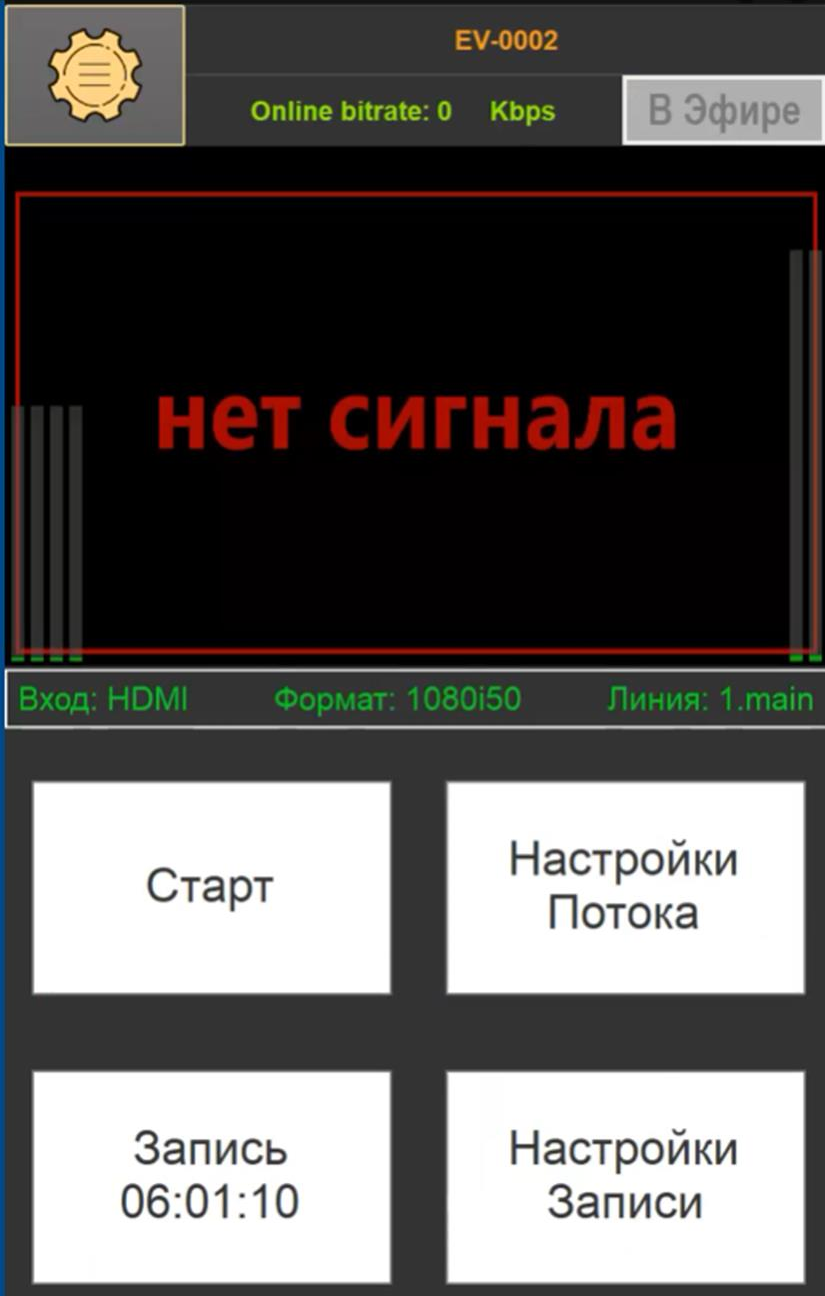 EV-0002
Online bitrate: 0 Kbps
В Эфире
нет сигнала
Вход: HDMI Формат: 1080i50 Линия: 1.main
Старт
Настройки
Потока
Запись
06:01:10
Настройки
Записи